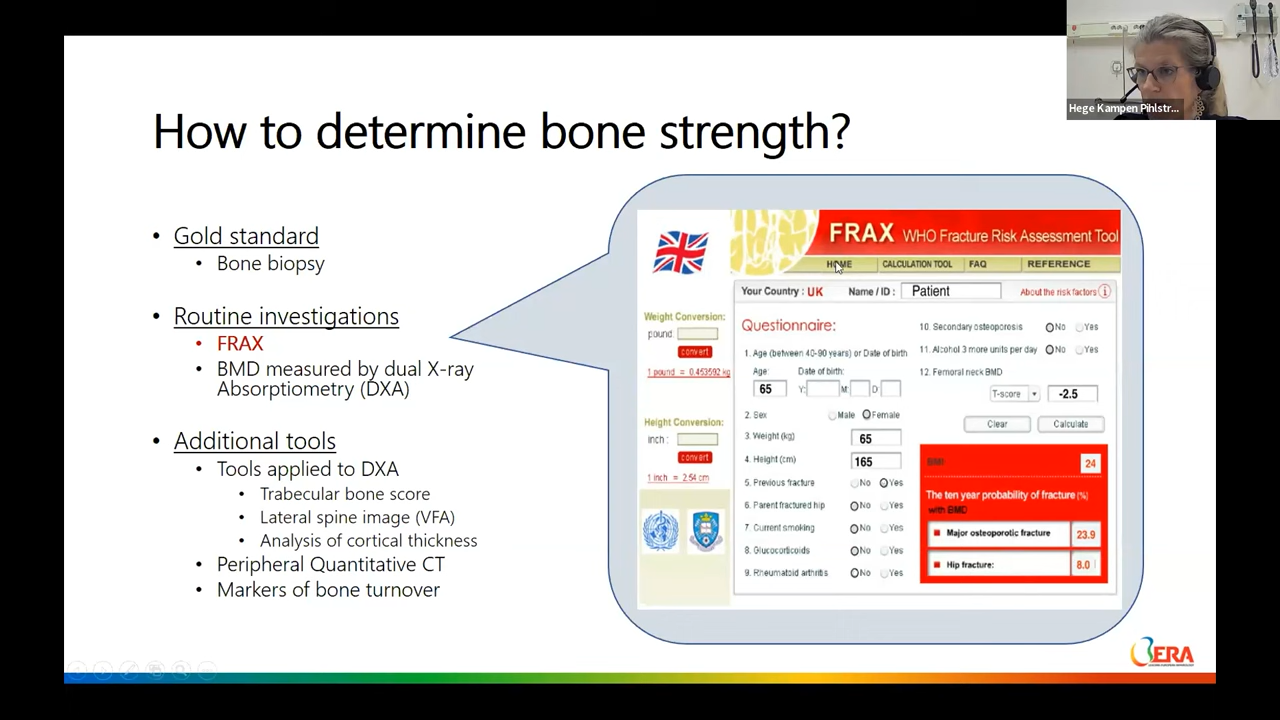 Hege Kampen Pihlstr...
How to determine bone strength?
• Gold standard
• Bone biopsy
• Routine investigations
• FRAX
• BMD measured by dual X-ray
Absorptiometry (DXA)
• Additional tools
• Tools applied to DXA
• Trabecular bone score
• Lateral spine image (VFA)
• Analysis of cortical thickness
• Peripheral Quantitative CT
• Markers of bone turnover
FRAX WHO Fracture Risk Assessment Tool
HOME CALCULATION TOOL FAQ REFERENCE
Weight Conversion:
pound:
convert
1 pound = 0.453592 kg
Height Conversion:
inch :
convert
1 inch = 2.54 cm
Your Country : UK Name / ID : Patient About the risk factors i
Questionnaire:
1. Age (between 40-90 years) or Date of birth
Age: Date of birth:
65 Y: M: D:
2. Sex Male Female
3. Weight (kg) 65
4. Height (cm) 165
5. Previous fracture No Yes
6. Parent fractured hip No Yes
7. Current smoking No Yes
8. Glucocorticoids No Yes
9. Rheumatoid arthritis No Yes
10. Secondary osteoporosis No Yes
11. Alcohol 3 more units per day No Yes
12. Femoral neck BMD
T-score -2.5
Clear Calculate
BMI 24
The ten year probability of fracture (%)
with BMD
Major osteoporotic fracture 23.9
Hip fracture: 8.0
ERA